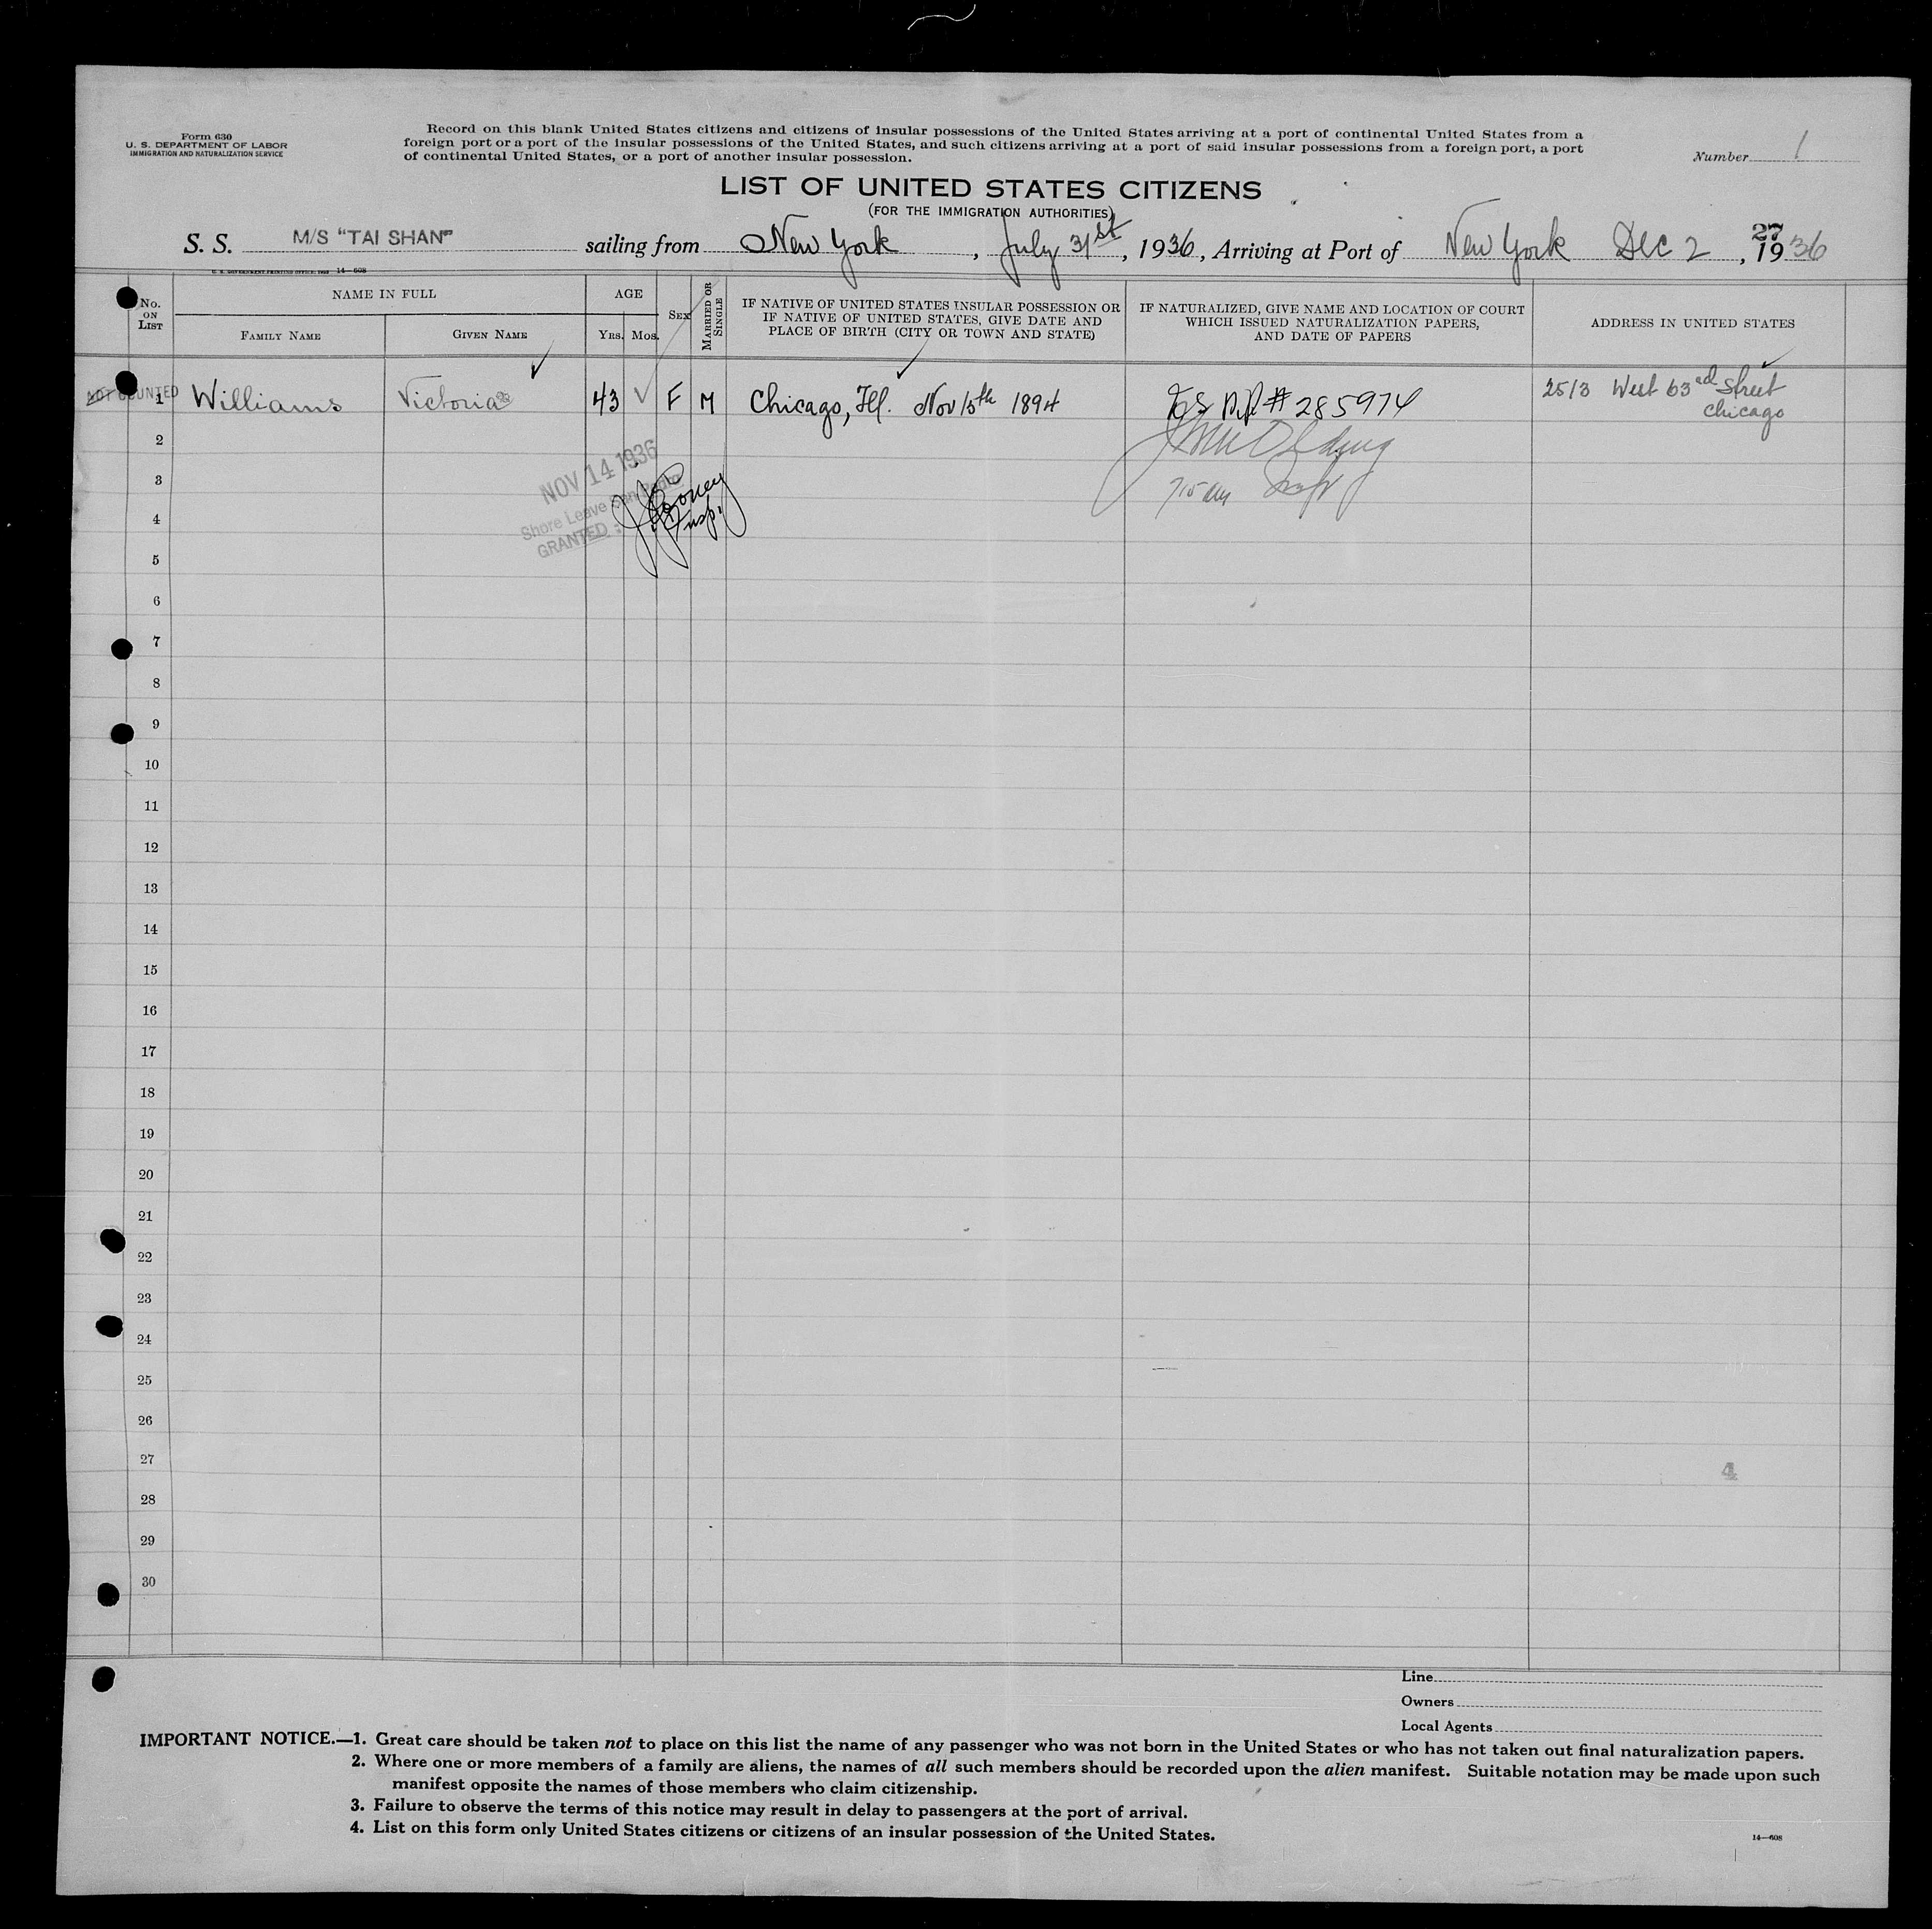 Form 630
U. S. DEPARTMENT OF LABOR
IMMIGRATION AND NATURALIZATION SERVICE
Record on this blank United States citizens and citizens of insular possessions of the United States arriving at a port of continental United States from a
foreign port or a port of the insular possessions of the United States, and such citizens arriving at a port of said insular possessions from a foreign port, a port
of continental United States, or a port of another insular possession.
Number 1
LIST OF UNITED STATES CITIZENS
(FOR THE IMMIGRATION AUTHORITIES)
S. S. M/S "TAI SHAN" sailing from New York, July 31st, 1936, Arriving at Port of New York Dec 2, 1936
27
U. S. GOVERNMENT PRINTING OFFICE: 14—608
No. ON LIST
NAME IN FULL
FAMILY NAME
GIVEN NAME
AGE
YRS. MOS.
SEX
MARRIED OR SINGLE
IF NATIVE OF UNITED STATES INSULAR POSSESSION OR
IF NATIVE OF UNITED STATES, GIVE DATE AND
PLACE OF BIRTH (CITY OR TOWN AND STATE)
IF NATURALIZED, GIVE NAME AND LOCATION OF COURT
WHICH ISSUED NATURALIZATION PAPERS,
AND DATE OF PAPERS
ADDRESS IN UNITED STATES
NOT COUNTED
1 Williams Victoria 43 F M Chicago, Ill. Nov 15th 1894 # 285974 2513 West 63rd Street
Chicago
2
NOV 14 1936
3
Shore Leave
4
GRANTED:
Insp.
5
6
7
8
9
10
11
12
13
14
15
16
17
18
19
20
21
22
23
24
25
26
27
4
28
29
30
Line
Owners
Local Agents
IMPORTANT NOTICE.—1. Great care should be taken not to place on this list the name of any passenger who was not born in the United States or who has not taken out final naturalization papers.
2. Where one or more members of a family are aliens, the names of all such members should be recorded upon the alien manifest. Suitable notation may be made upon such
manifest opposite the names of those members who claim citizenship.
3. Failure to observe the terms of this notice may result in delay to passengers at the port of arrival.
4. List on this form only United States citizens or citizens of an insular possession of the United States.
14—608